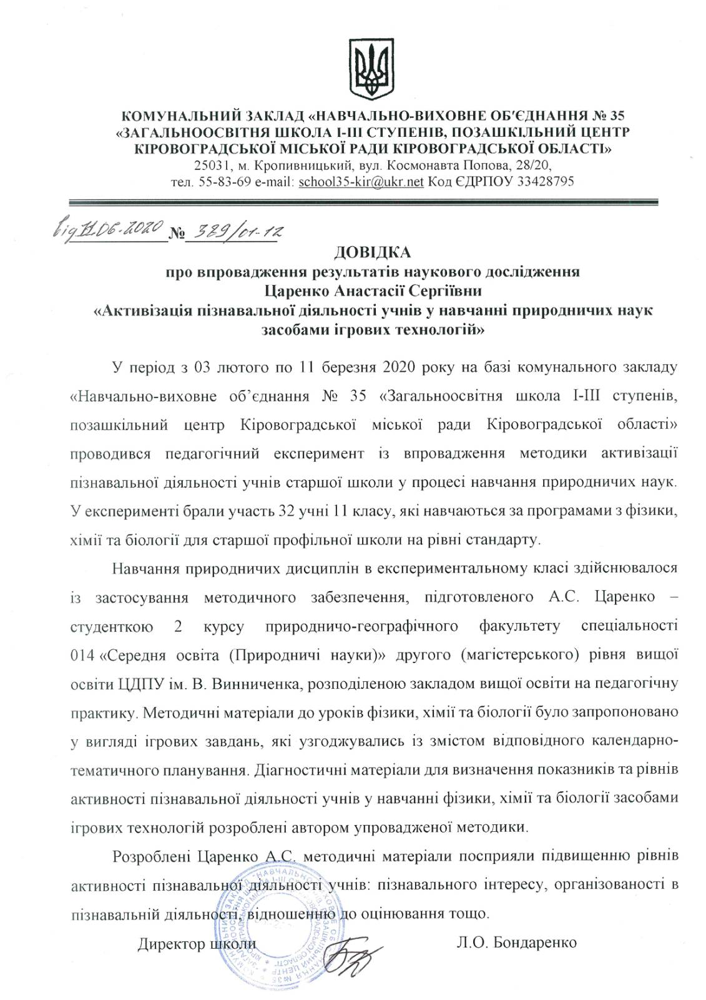 КОМУНАЛЬНИЙ ЗАКЛАД «НАВЧАЛЬНО-ВИХОВНЕ ОБ'ЄДНАННЯ № 35
«ЗАГАЛЬНООСВІТНЯ ШКОЛА І-ІІІ СТУПЕНІВ, ПОЗАШКІЛЬНИЙ ЦЕНТР
КІРОВОГРАДСЬКОЇ МІСЬКОЇ РАДИ КІРОВОГРАДСЬКОЇ ОБЛАСТІ»
25031, м. Кропивницький, вул. Космонавта Попова, 28/20,
тел. 55-83-69 e-mail: school35-kir@ukr.net Код ЄДРПОУ 33428795
від 11.06.2020 № 389/01-12
ДОВІДКА
про впровадження результатів наукового дослідження
Царенко Анастасії Сергіївни
«Активізація пізнавальної діяльності учнів у навчанні природничих наук
засобами ігрових технологій»
У період з 03 лютого по 11 березня 2020 року на базі комунального закладу
«Навчально-виховне об’єднання № 35 «Загальноосвітня школа І-ІІІ ступенів,
позашкільний центр Кіровоградської міської ради Кіровоградської області»
проводився педагогічний експеримент із впровадження методики активізації
пізнавальної діяльності учнів старшої школи у процесі навчання природничих наук.
У експерименті брали участь 32 учні 11 класу, які навчаються за програмами з фізики,
хімії та біології для старшої профільної школи на рівні стандарту.
Навчання природничих дисциплін в експериментальному класі здійснювалося
із застосування методичного забезпечення, підготовленого А.С. Царенко –
студенткою 2 курсу природничо-географічного факультету спеціальності
014 «Середня освіта (Природничі науки)» другого (магістерського) рівня вищої
освіти ЦДПУ ім. В. Винниченка, розподіленою закладом вищої освіти на педагогічну
практику. Методичні матеріали до уроків фізики, хімії та біології було запропоновано
у вигляді ігрових завдань, які узгоджувались із змістом відповідного календарно-
тематичного планування. Діагностичні матеріали для визначення показників та рівнів
активності пізнавальної діяльності учнів у навчанні фізики, хімії та біології засобами
ігрових технологій розроблені автором упровадженої методики.
Розроблені Царенко А.С. методичні матеріали посприяли підвищенню рівнів
активності пізнавальної діяльності учнів: пізнавального інтересу, організованості в
пізнавальній діяльності, відношенню до оцінювання тощо.
Директор школи Л.О. Бондаренко